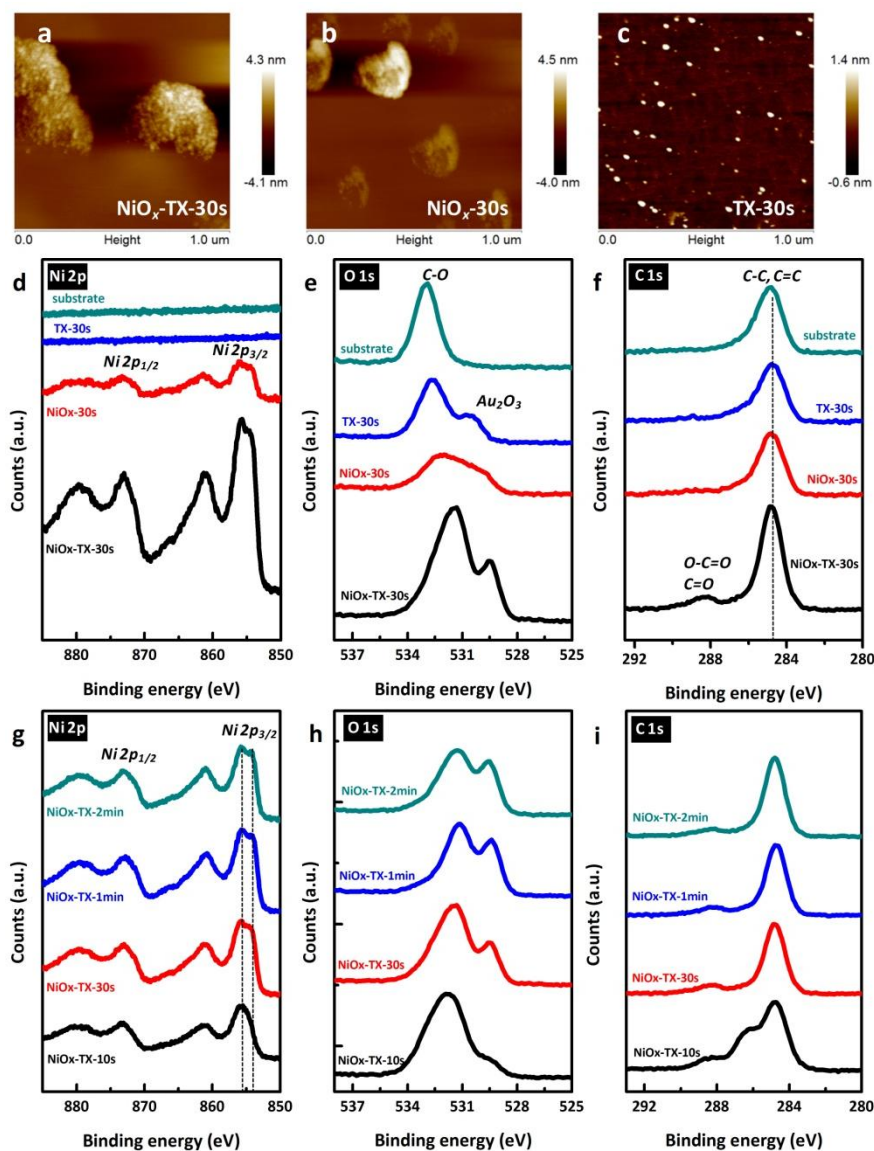 a
4.3 nm
-4.1 nm
NiOₓ-TX-30s
0.0 Height 1.0 um
b
4.5 nm
-4.0 nm
NiOₓ-30s
0.0 Height 1.0 um
c
1.4 nm
-0.6 nm
TX-30s
0.0 Height 1.0 um
d
Ni 2p
substrate
TX-30s
Ni 2p₁/₂
Ni 2p₃/₂
NiOx-30s
NiOx-TX-30s
Counts (a.u.)
880 870 860 850
Binding energy (eV)
e
O 1s
C-O
substrate
Au₂O₃
TX-30s
NiOx-30s
NiOx-TX-30s
Counts (a.u.)
537 531 525
Binding energy (eV)
f
C 1s
C-C, C=C
substrate
TX-30s
NiOx-30s
NiOx-TX-30s
O-C=O
C=O
Counts (a.u.)
292 288 284 280
Binding energy (eV)
g
Ni 2p
Ni 2p₁/₂
Ni 2p₃/₂
NiOx-TX-2min
NiOx-TX-1min
NiOx-TX-30s
NiOx-TX-10s
Counts (a.u.)
880 870 860 850
Binding energy (eV)
h
O 1s
NiOx-TX-2min
NiOx-TX-1min
NiOx-TX-30s
NiOx-TX-10s
Counts (a.u.)
537 531 525
Binding energy (eV)
i
C 1s
NiOx-TX-2min
NiOx-TX-1min
NiOx-TX-30s
NiOx-TX-10s
Counts (a.u.)
292 288 284 280
Binding energy (eV)